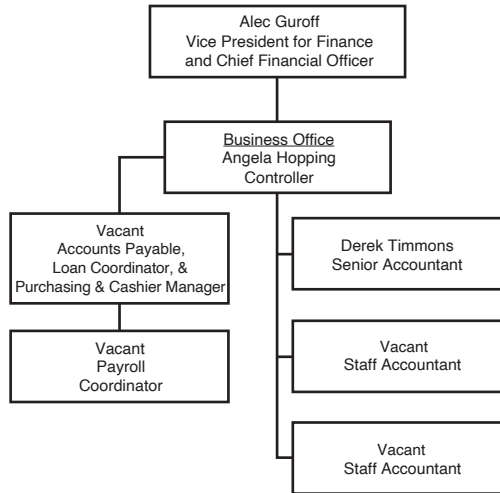 Alec Guroff
Vice President for Finance
and Chief Financial Officer
Business Office
Angela Hopping
Controller
Vacant
Accounts Payable,
Loan Coordinator, &
Purchasing & Cashier Manager
Vacant
Payroll
Coordinator
Derek Timmons
Senior Accountant
Vacant
Staff Accountant
Vacant
Staff Accountant